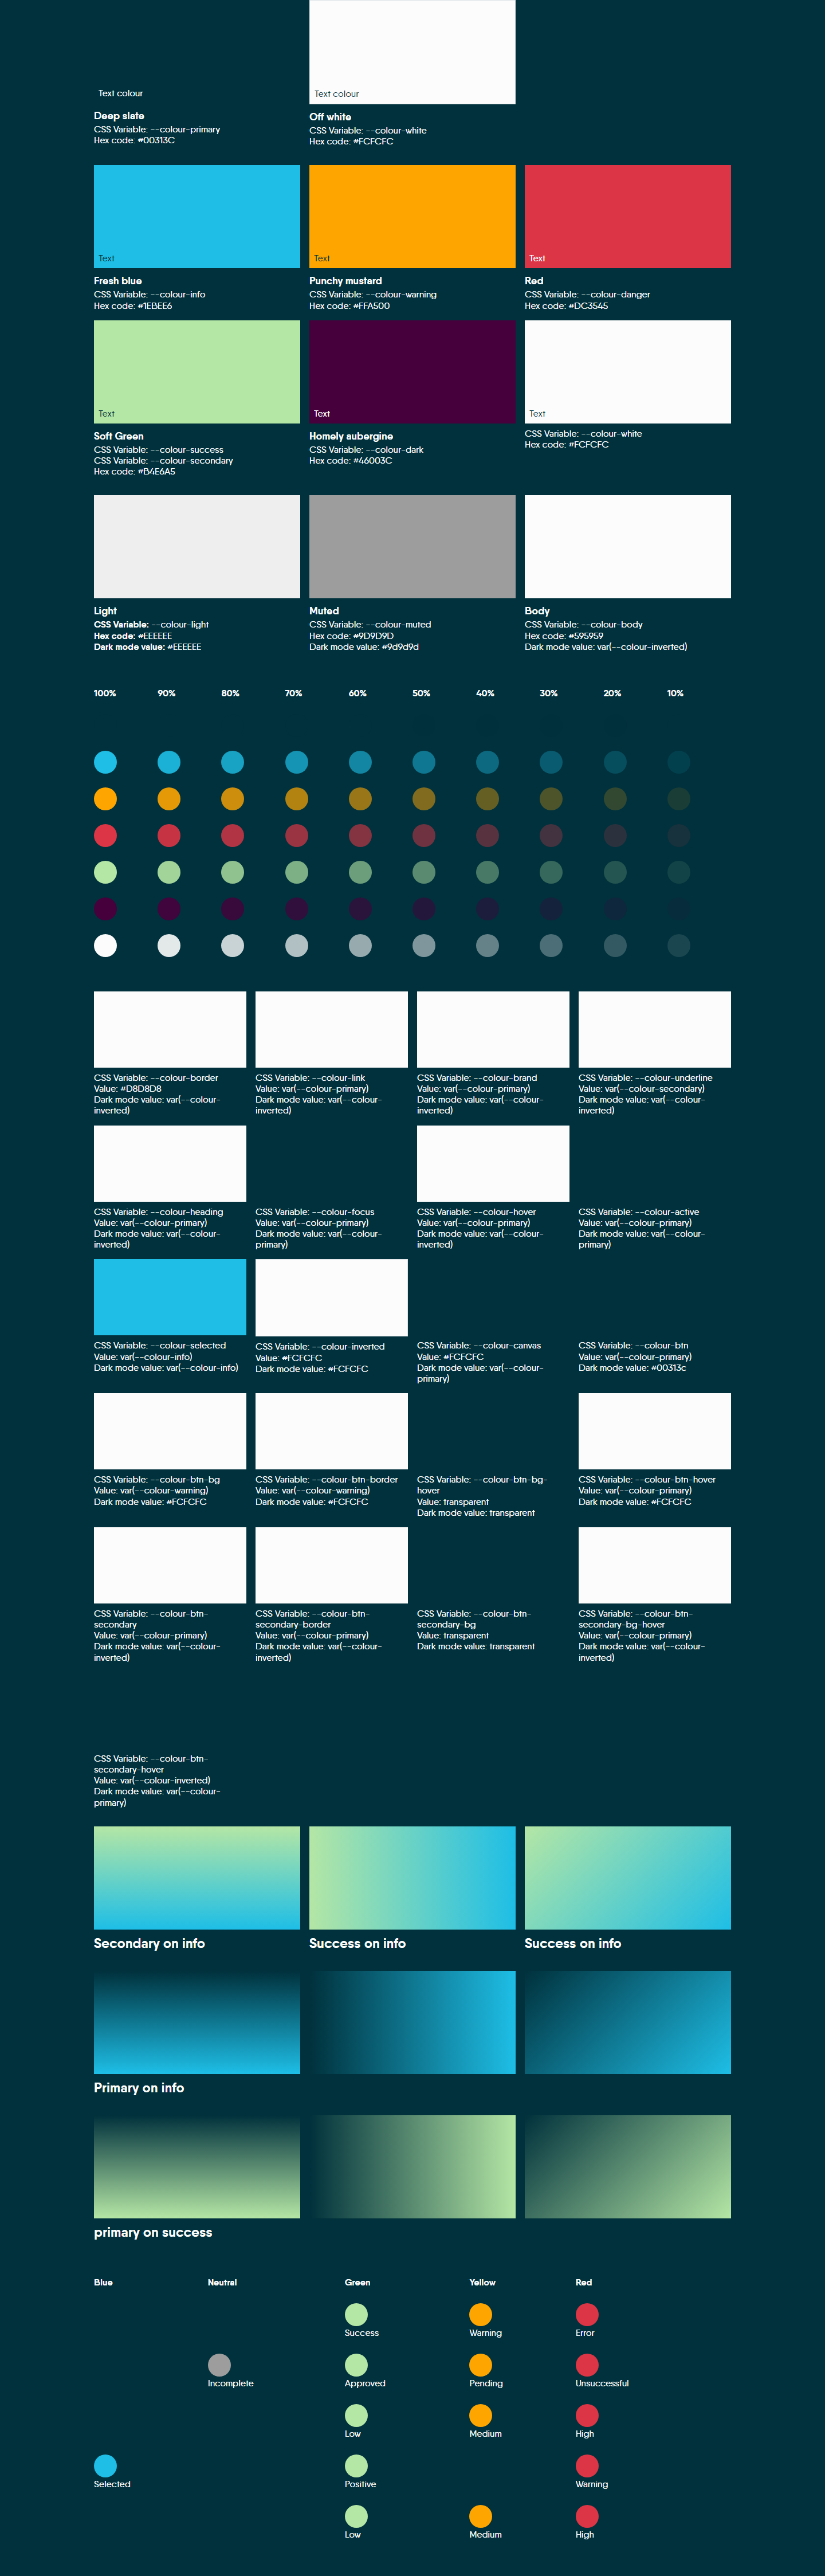 Text colour
Text colour
Deep slate
CSS Variable: --colour-primary
Hex code: #00313C
Off white
CSS Variable: --colour-white
Hex code: #FCFCFC
Text
Text
Text
Fresh blue
CSS Variable: --colour-info
Hex code: #1EBEE6
Punchy mustard
CSS Variable: --colour-warning
Hex code: #FFA500
Red
CSS Variable: --colour-danger
Hex code: #DC3545
Text
Text
Text
Soft Green
CSS Variable: --colour-success
CSS Variable: --colour-secondary
Hex code: #B4E6A5
Homely aubergine
CSS Variable: --colour-dark
Hex code: #46003C
CSS Variable: --colour-white
Hex code: #FCFCFC
Light
CSS Variable: --colour-light
Hex code: #EEEEEE
Dark mode value: #EEEEEE
Muted
CSS Variable: --colour-muted
Hex code: #9D9D9D
Dark mode value: #9d9d9d
Body
CSS Variable: --colour-body
Hex code: #595959
Dark mode value: var(--colour-inverted)
100% 90% 80% 70% 60% 50% 40% 30% 20% 10%
CSS Variable: --colour-border
Value: #D8D8D8
Dark mode value: var(--colour-
inverted)
CSS Variable: --colour-link
Value: var(--colour-primary)
Dark mode value: var(--colour-
inverted)
CSS Variable: --colour-brand
Value: var(--colour-primary)
Dark mode value: var(--colour-
inverted)
CSS Variable: --colour-underline
Value: var(--colour-secondary)
Dark mode value: var(--colour-
inverted)
CSS Variable: --colour-heading
Value: var(--colour-primary)
Dark mode value: var(--colour-
inverted)
CSS Variable: --colour-focus
Value: var(--colour-primary)
Dark mode value: var(--colour-
primary)
CSS Variable: --colour-hover
Value: var(--colour-primary)
Dark mode value: var(--colour-
inverted)
CSS Variable: --colour-active
Value: var(--colour-primary)
Dark mode value: var(--colour-
primary)
CSS Variable: --colour-selected
Value: var(--colour-info)
Dark mode value: var(--colour-info)
CSS Variable: --colour-inverted
Value: #FCFCFC
Dark mode value: #FCFCFC
CSS Variable: --colour-canvas
Value: #FCFCFC
Dark mode value: var(--colour-
primary)
CSS Variable: --colour-btn
Value: var(--colour-primary)
Dark mode value: #00313c
CSS Variable: --colour-btn-bg
Value: var(--colour-warning)
Dark mode value: #FCFCFC
CSS Variable: --colour-btn-border
Value: var(--colour-warning)
Dark mode value: #FCFCFC
CSS Variable: --colour-btn-bg-
hover
Value: transparent
Dark mode value: transparent
CSS Variable: --colour-btn-hover
Value: var(--colour-primary)
Dark mode value: #FCFCFC
CSS Variable: --colour-btn-
secondary
Value: var(--colour-primary)
Dark mode value: var(--colour-
inverted)
CSS Variable: --colour-btn-
secondary-border
Value: var(--colour-primary)
Dark mode value: var(--colour-
inverted)
CSS Variable: --colour-btn-
secondary-bg
Value: transparent
Dark mode value: transparent
CSS Variable: --colour-btn-
secondary-bg-hover
Value: var(--colour-primary)
Dark mode value: var(--colour-
inverted)
CSS Variable: --colour-btn-
secondary-hover
Value: var(--colour-inverted)
Dark mode value: var(--colour-
primary)
Secondary on info
Success on info
Success on info
Primary on info
primary on success
Blue Neutral Green Yellow Red
Success Warning Error
Incomplete Approved Pending Unsuccessful
Low Medium High
Selected Positive Warning
Low Medium High